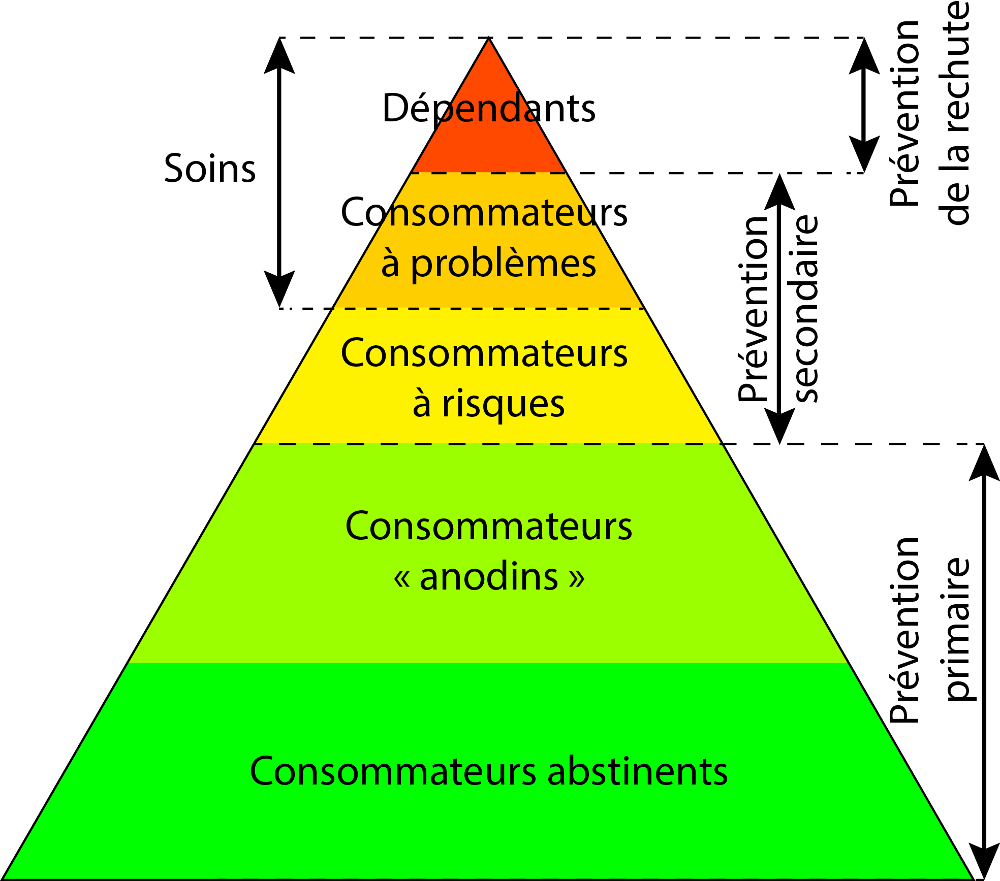 Dépendants
Soins
Consommateurs
à problèmes
Consommateurs
à risques
Consommateurs
« anodins »
Consommateurs abstinents
Prévention
de la rechute
Prévention
secondaire
Prévention
primaire